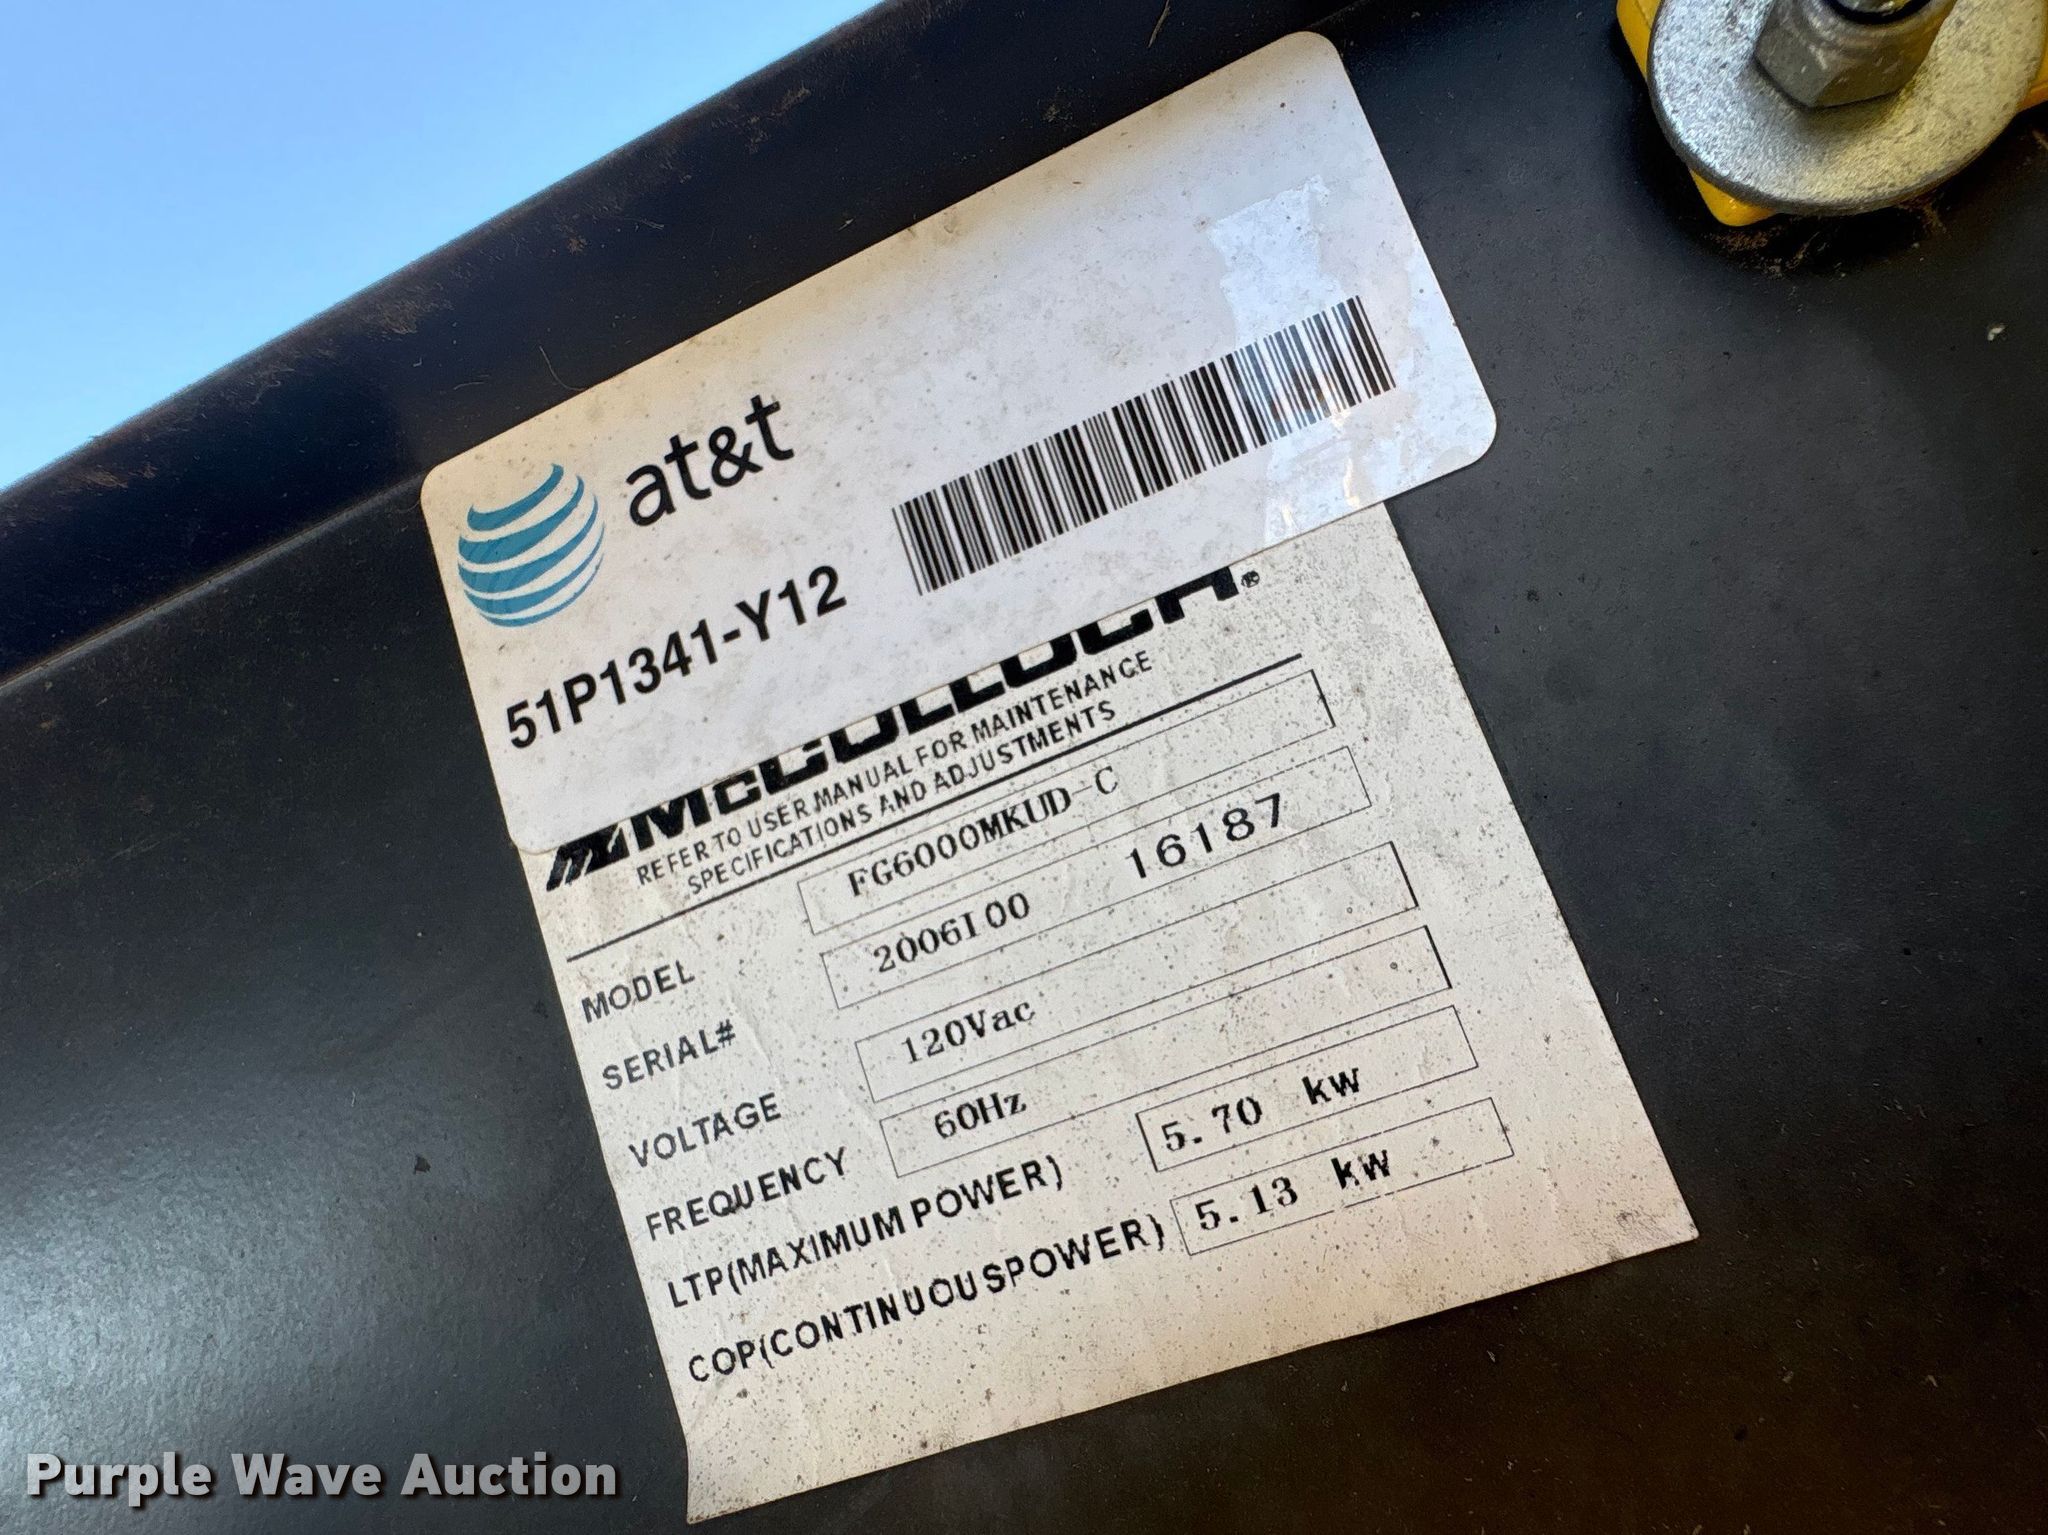 at&t
51P1341-Y12
McCULLOCH®
REFER TO USER MANUAL FOR MAINTENANCE
SPECIFICATIONS AND ADJUSTMENTS
MODEL FG6000MKUD-C
SERIAL# 2006I00 16187
VOLTAGE 120Vac
FREQUENCY 60Hz
LTP(MAXIMUM POWER) 5.70 kW
COP(CONTINUOUSPOWER) 5.13 kW
Purple Wave Auction